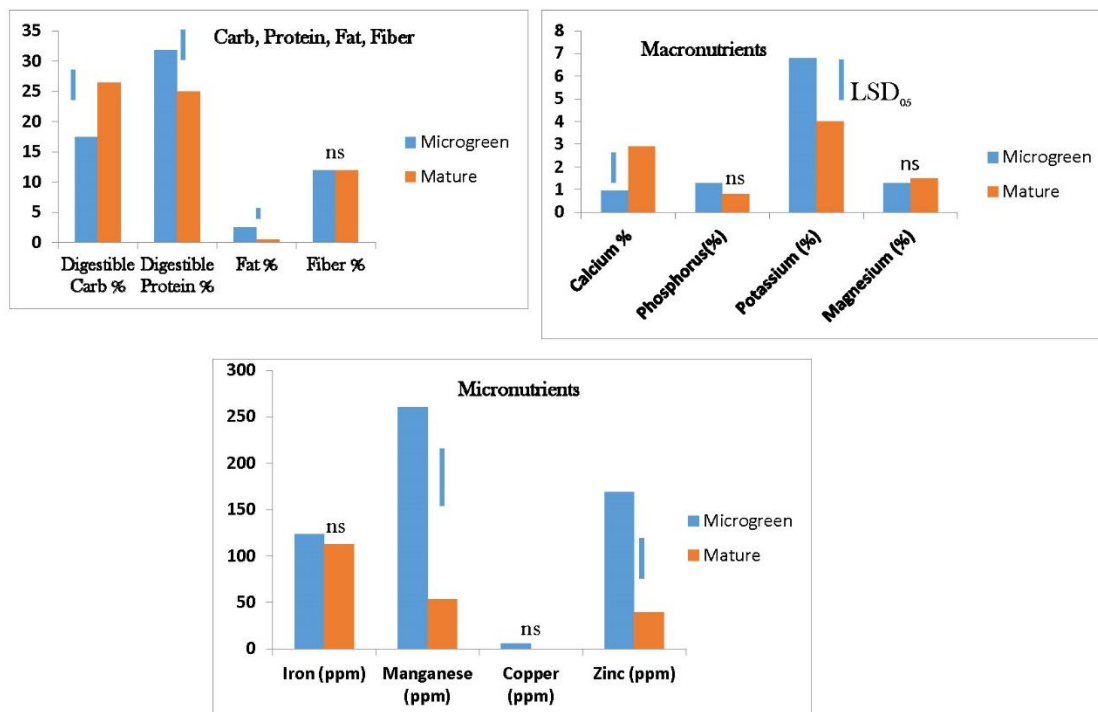 Carb, Protein, Fat, Fiber
35
30
25
20
15
10
5
0
ns
Digestible Carb %
Digestible Protein %
Fat %
Fiber %
Microgreen
Mature
Macronutrients
8
7
6
5
4
3
2
1
0
LSD05
ns
ns
Calcium %
Phosphorus(%)
Potassium (%)
Magnesium (%)
Microgreen
Mature
Micronutrients
300
250
200
150
100
50
0
ns
ns
Iron (ppm)
Manganese (ppm)
Copper (ppm)
Zinc (ppm)
Microgreen
Mature